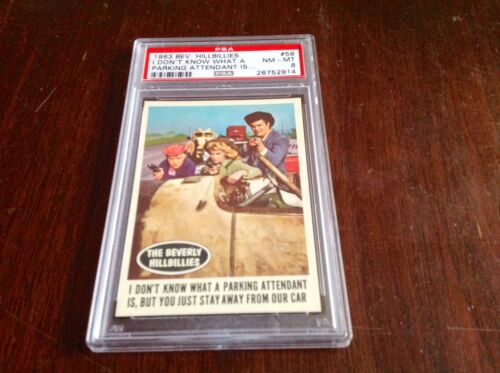 PSA
1963 BEV. HILLBILLIES #58
I DON'T KNOW WHAT A NM - MT
PARKING ATTENDANT IS... 8
PSA 26752914
THE BEVERLY
HILLBILLIES
I DON'T KNOW WHAT A PARKING ATTENDANT
IS, BUT YOU JUST STAY AWAY FROM OUR CAR